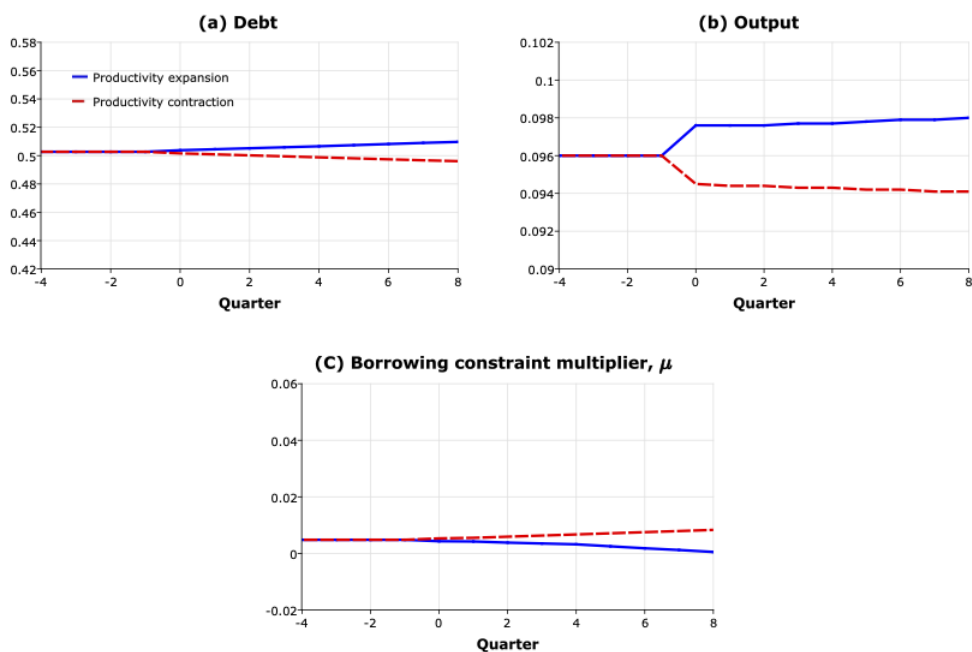 (a) Debt
0.58
0.56
0.54
0.52
0.5
0.48
0.46
0.44
0.42
-4 -2 0 2 4 6 8
Quarter
Productivity expansion
Productivity contraction
(b) Output
0.102
0.1
0.098
0.096
0.094
0.092
0.09
-4 -2 0 2 4 6 8
Quarter
(C) Borrowing constraint multiplier, μ
0.06
0.04
0.02
0
-0.02
-4 -2 0 2 4 6 8
Quarter